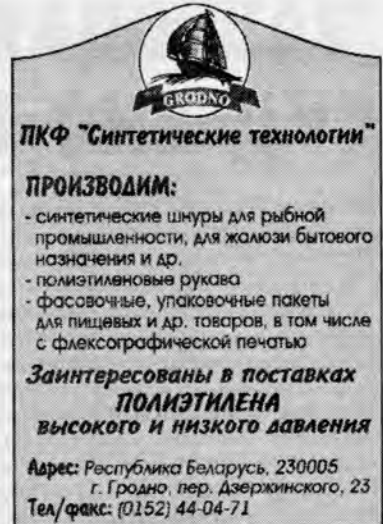 GRODNO
ПКФ "Синтетические технологии"
ПРОИЗВОДИМ:
- синтетические шнуры для рыбной
промышленности, для жалюзи бытового
назначения и др.
- полиэтиленовые рукава
- фасовочные, упаковочные пакеты
для пищевых и др. товаров, в том числе
с флексографической печатью
Заинтересованы в поставках
ПОЛИЭТИЛЕНА
высокого и низкого давления
Адрес: Республика Беларусь, 230005
г. Гродно, пер. Дзержинского, 23
Тел/факс: (0152) 44-04-71